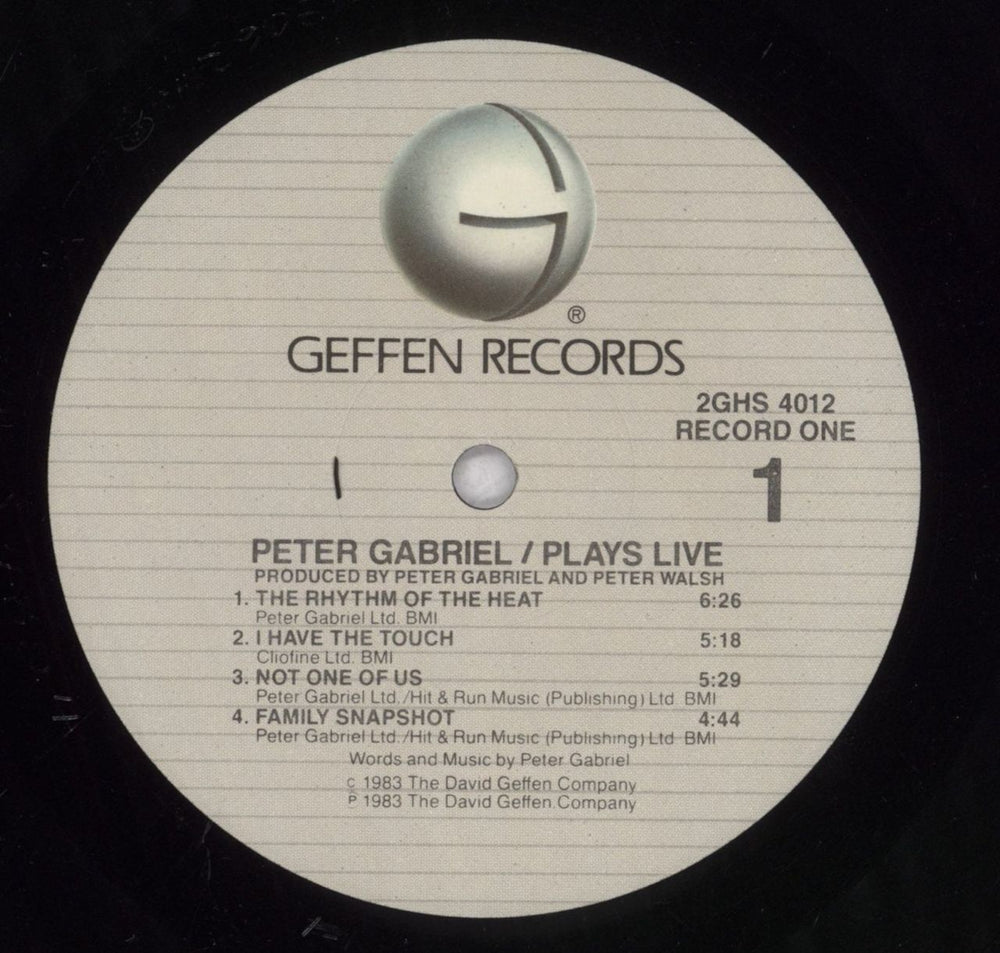 ®
GEFFEN RECORDS
2GHS 4012
RECORD ONE
1
PETER GABRIEL / PLAYS LIVE
PRODUCED BY PETER GABRIEL AND PETER WALSH
1. THE RHYTHM OF THE HEAT 6:26
Peter Gabriel Ltd. BMI
2. I HAVE THE TOUCH 5:18
Cliofine Ltd. BMI
3. NOT ONE OF US 5:29
Peter Gabriel Ltd./Hit & Run Music (Publishing) Ltd BMI
4. FAMILY SNAPSHOT 4:44
Peter Gabriel Ltd./Hit & Run Music (Publishing) Ltd BMI
Words and Music by Peter Gabriel
© 1983 The David Geffen Company
℗ 1983 The David Geffen Company